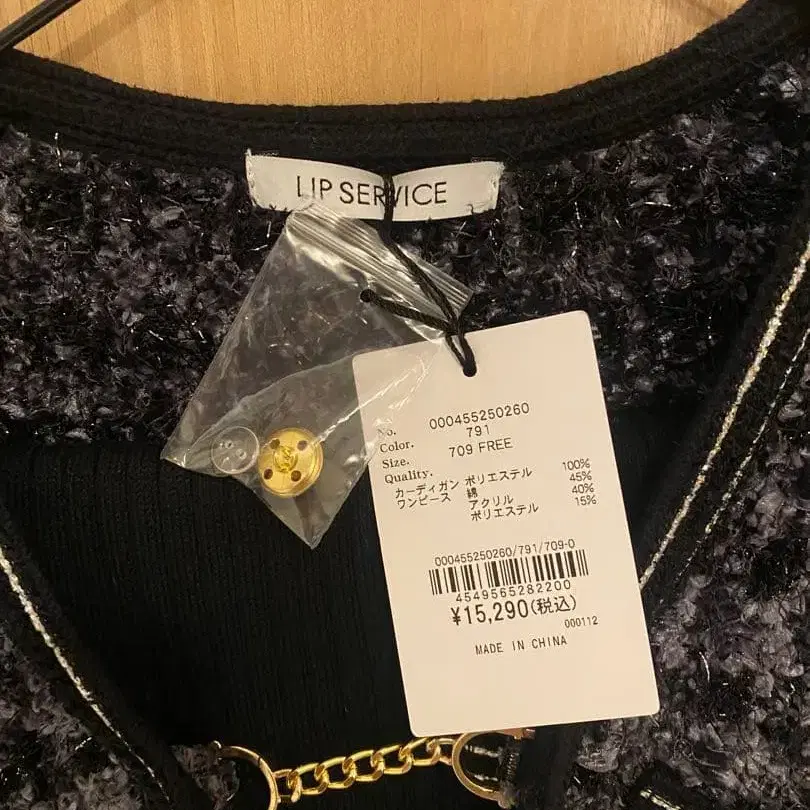 LIP SERVICE
No. 000455250260
Color. 791
Size. 709 FREE
Quality.
カーディガン ポリエステル 100%
ワンピース 綿 45%
アクリル 40%
ポリエステル 15%
000455250260/791/709-0
4549565282200
¥15,290(税込)
000112
MADE IN CHINA